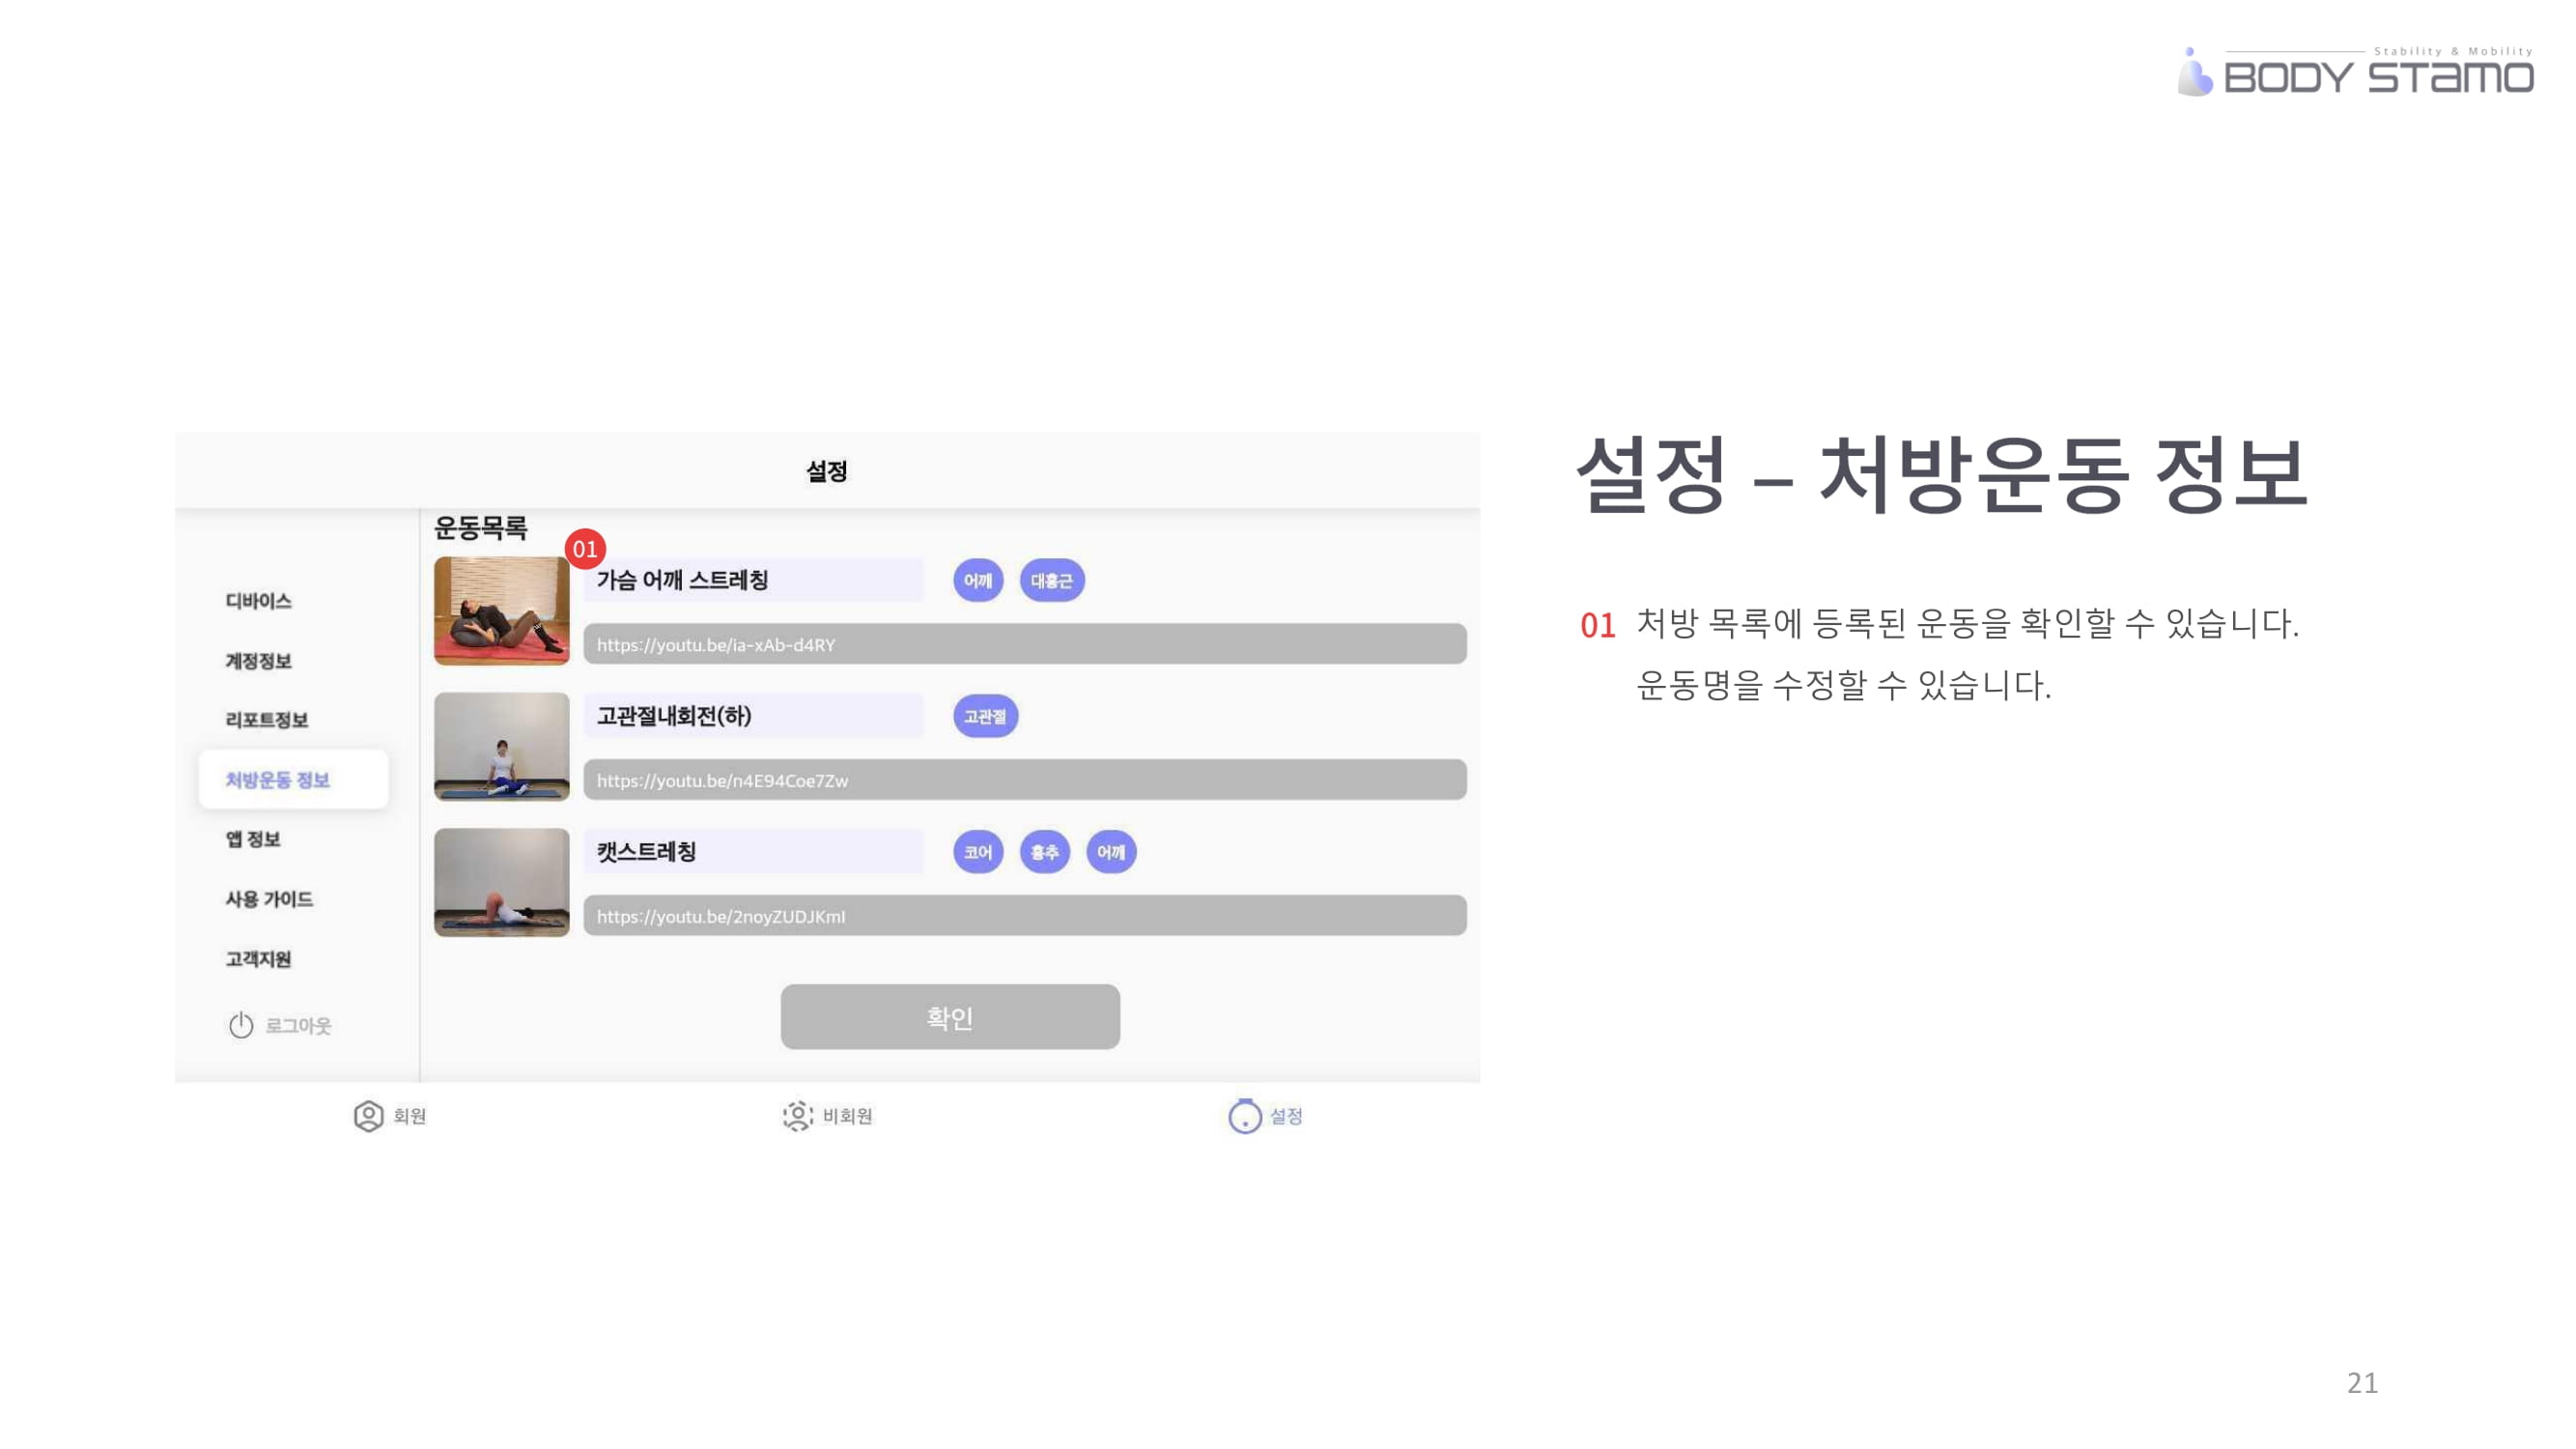 Stability & Mobility
BODY STamo
설정
운동목록
01
가슴 어깨 스트레칭
어깨
대흉근
https://youtu.be/ia-xAb-d4RY
고관절내회전(하)
고관절
https://youtu.be/n4E94Coe7Zw
캣스트레칭
코어
흉추
어깨
https://youtu.be/2noyZUDJKmI
확인
디바이스
계정정보
리포트정보
처방운동 정보
앱 정보
사용 가이드
고객지원
로그아웃
회원
비회원
설정
설정 – 처방운동 정보
01 처방 목록에 등록된 운동을 확인할 수 있습니다.
운동명을 수정할 수 있습니다.
21